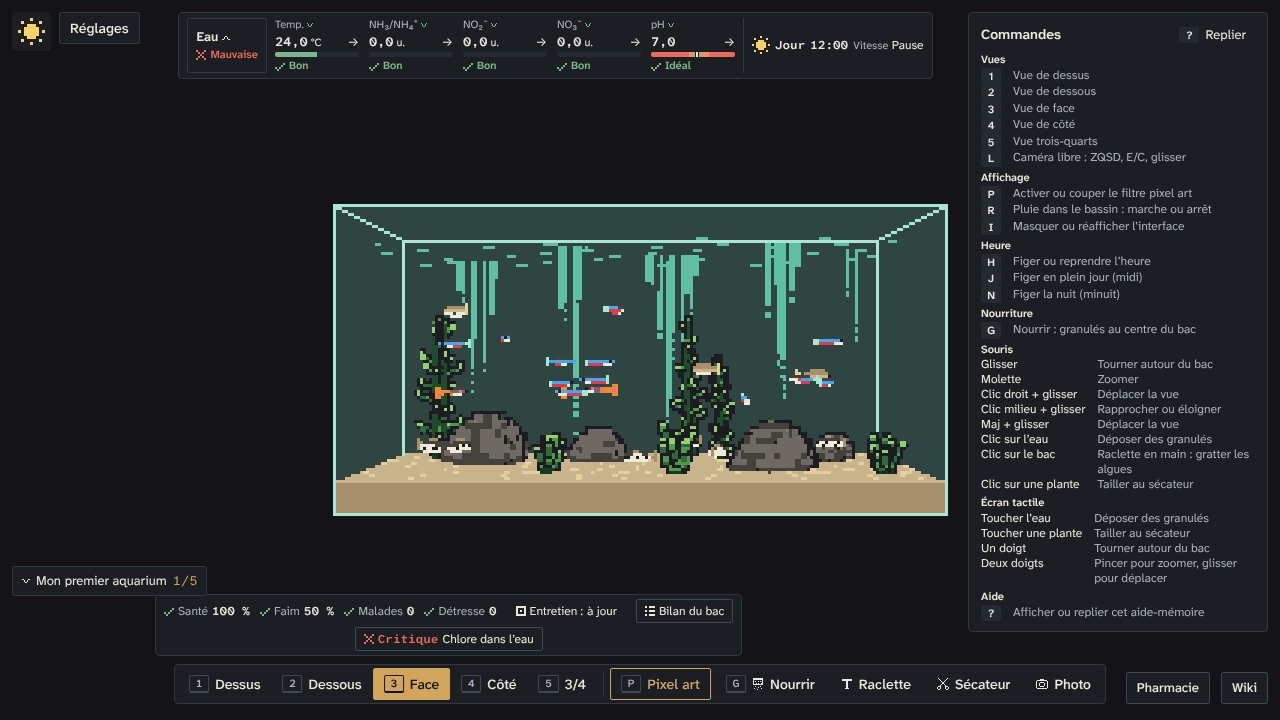 Réglages
Eau
Mauvaise
Temp.
24,0 °C
Bon
NH₃/NH₄⁺
0,0 u.
Bon
NO₂⁻
0,0 u.
Bon
NO₃⁻
0,0 u.
Bon
pH
7,0
Idéal
Jour 12:00 Vitesse Pause
Commandes ? Replier
Vues
1 Vue de dessus
2 Vue de dessous
3 Vue de face
4 Vue de côté
5 Vue trois-quarts
L Caméra libre : ZQSD, E/C, glisser
Affichage
P Activer ou couper le filtre pixel art
R Pluie dans le bassin : marche ou arrêt
I Masquer ou réafficher l'interface
Heure
H Figer ou reprendre l'heure
J Figer en plein jour (midi)
N Figer la nuit (minuit)
Nourriture
G Nourrir : granulés au centre du bac
Souris
Glisser Tourner autour du bac
Molette Zoomer
Clic droit + glisser Déplacer la vue
Clic milieu + glisser Rapprocher ou éloigner
Maj + glisser Déplacer la vue
Clic sur l'eau Déposer des granulés
Clic sur le bac Raclette en main : gratter les
algues
Clic sur une plante Tailler au sécateur
Écran tactile
Toucher l'eau Déposer des granulés
Toucher une plante Tailler au sécateur
Un doigt Tourner autour du bac
Deux doigts Pincer pour zoomer, glisser
pour déplacer
Aide
? Afficher ou replier cet aide-mémoire
Mon premier aquarium 1/5
Santé 100 % Faim 50 % Malades 0 Détresse 0 Entretien : à jour Bilan du bac
Critique Chlore dans l'eau
1 Dessus 2 Dessous 3 Face 4 Côté 5 3/4 P Pixel art G Nourrir Raclette Sécateur Photo
Pharmacie Wiki